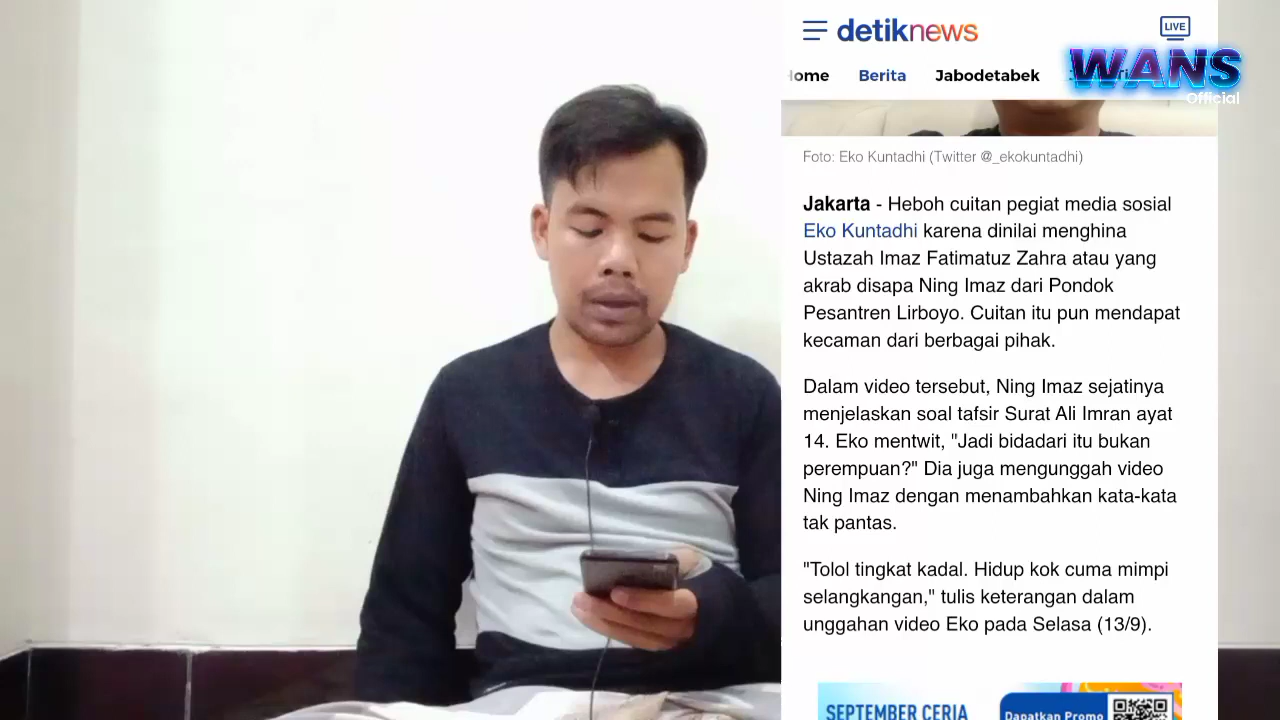 detiknews
LIVE
WANS
Official
Home Berita Jabodetabek
Foto: Eko Kuntadhi (Twitter @_ekokuntadhi)
Jakarta - Heboh cuitan pegiat media sosial
Eko Kuntadhi karena dinilai menghina
Ustazah Imaz Fatimatuz Zahra atau yang
akrab disapa Ning Imaz dari Pondok
Pesantren Lirboyo. Cuitan itu pun mendapat
kecaman dari berbagai pihak.
Dalam video tersebut, Ning Imaz sejatinya
menjelaskan soal tafsir Surat Ali Imran ayat
14. Eko mentwit, "Jadi bidadari itu bukan
perempuan?" Dia juga mengunggah video
Ning Imaz dengan menambahkan kata-kata
tak pantas.
"Tolol tingkat kadal. Hidup kok cuma mimpi
selangkangan," tulis keterangan dalam
unggahan video Eko pada Selasa (13/9).
SEPTEMBER CERIA
Dapatkan Promo